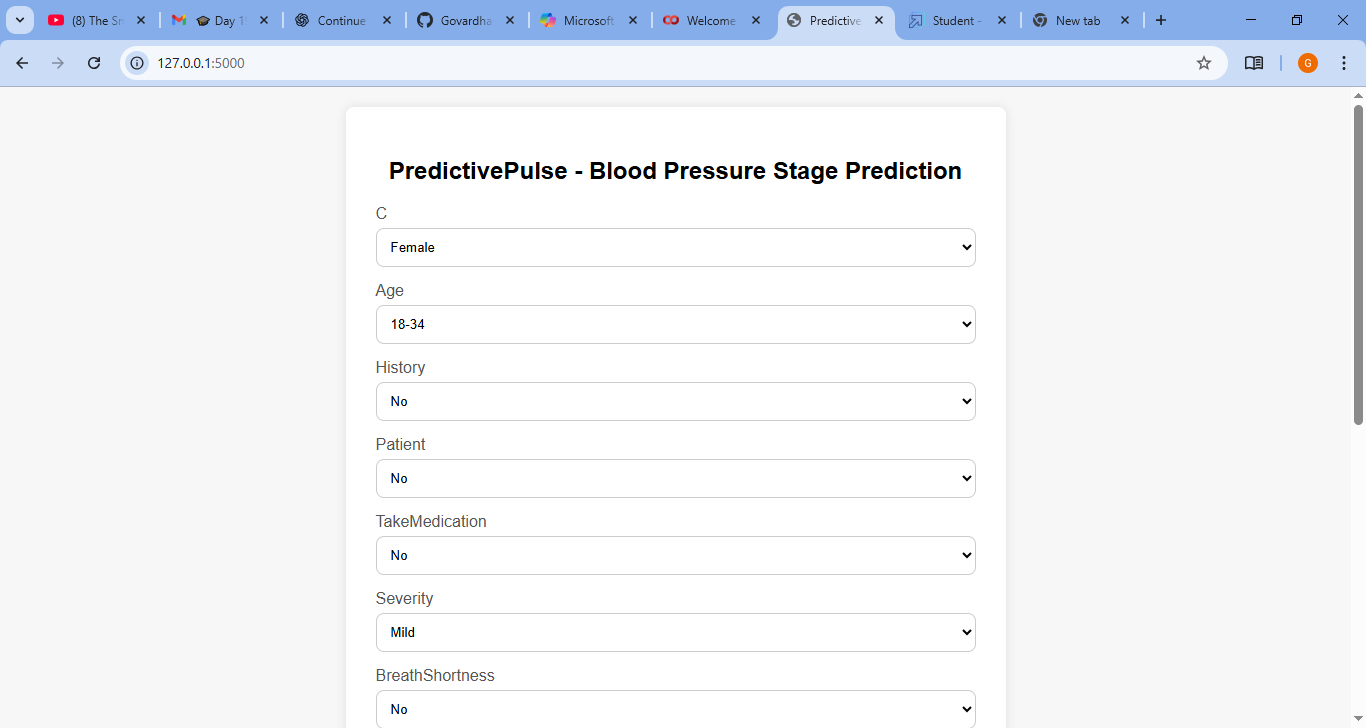 (8) The Sn
Day 1
Continue
Govardha
Microsoft
Welcome
Predictive
Student -
New tab
127.0.0.1:5000
G
PredictivePulse - Blood Pressure Stage Prediction
C
Female
Age
18-34
History
No
Patient
No
TakeMedication
No
Severity
Mild
BreathShortness
No